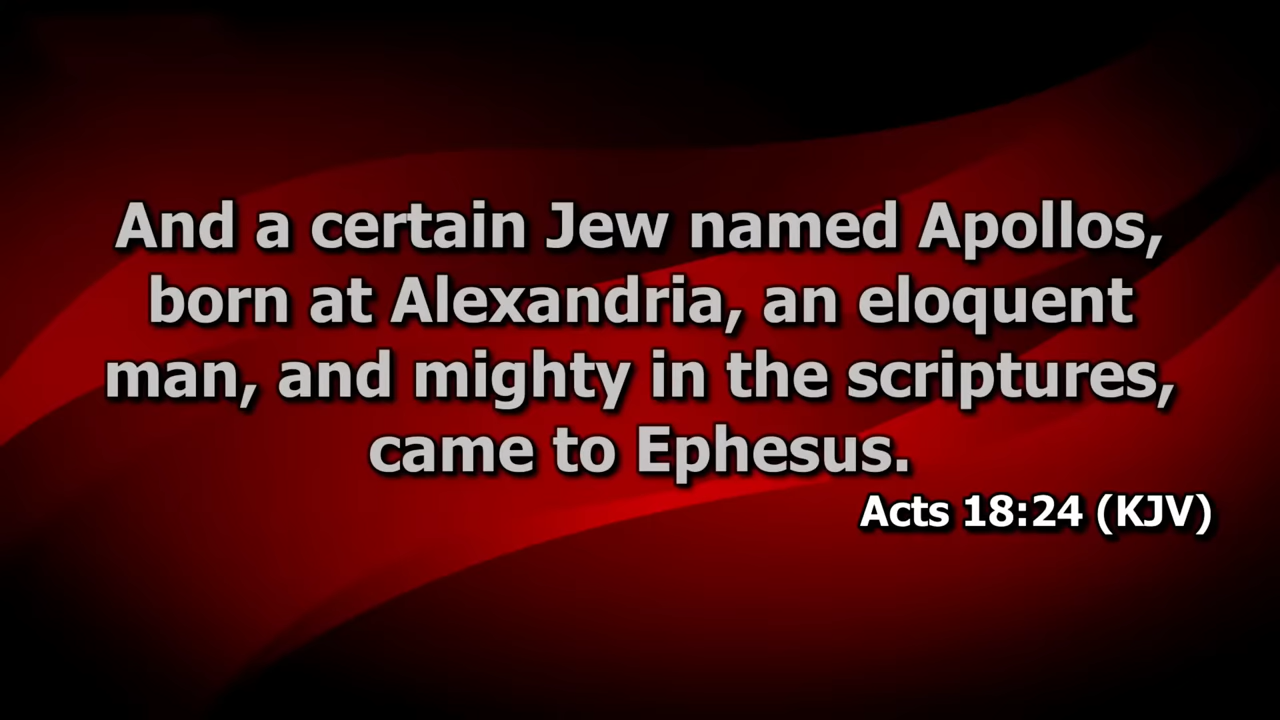 And a certain Jew named Apollos,
born at Alexandria, an eloquent
man, and mighty in the scriptures,
came to Ephesus.
Acts 18:24 (KJV)